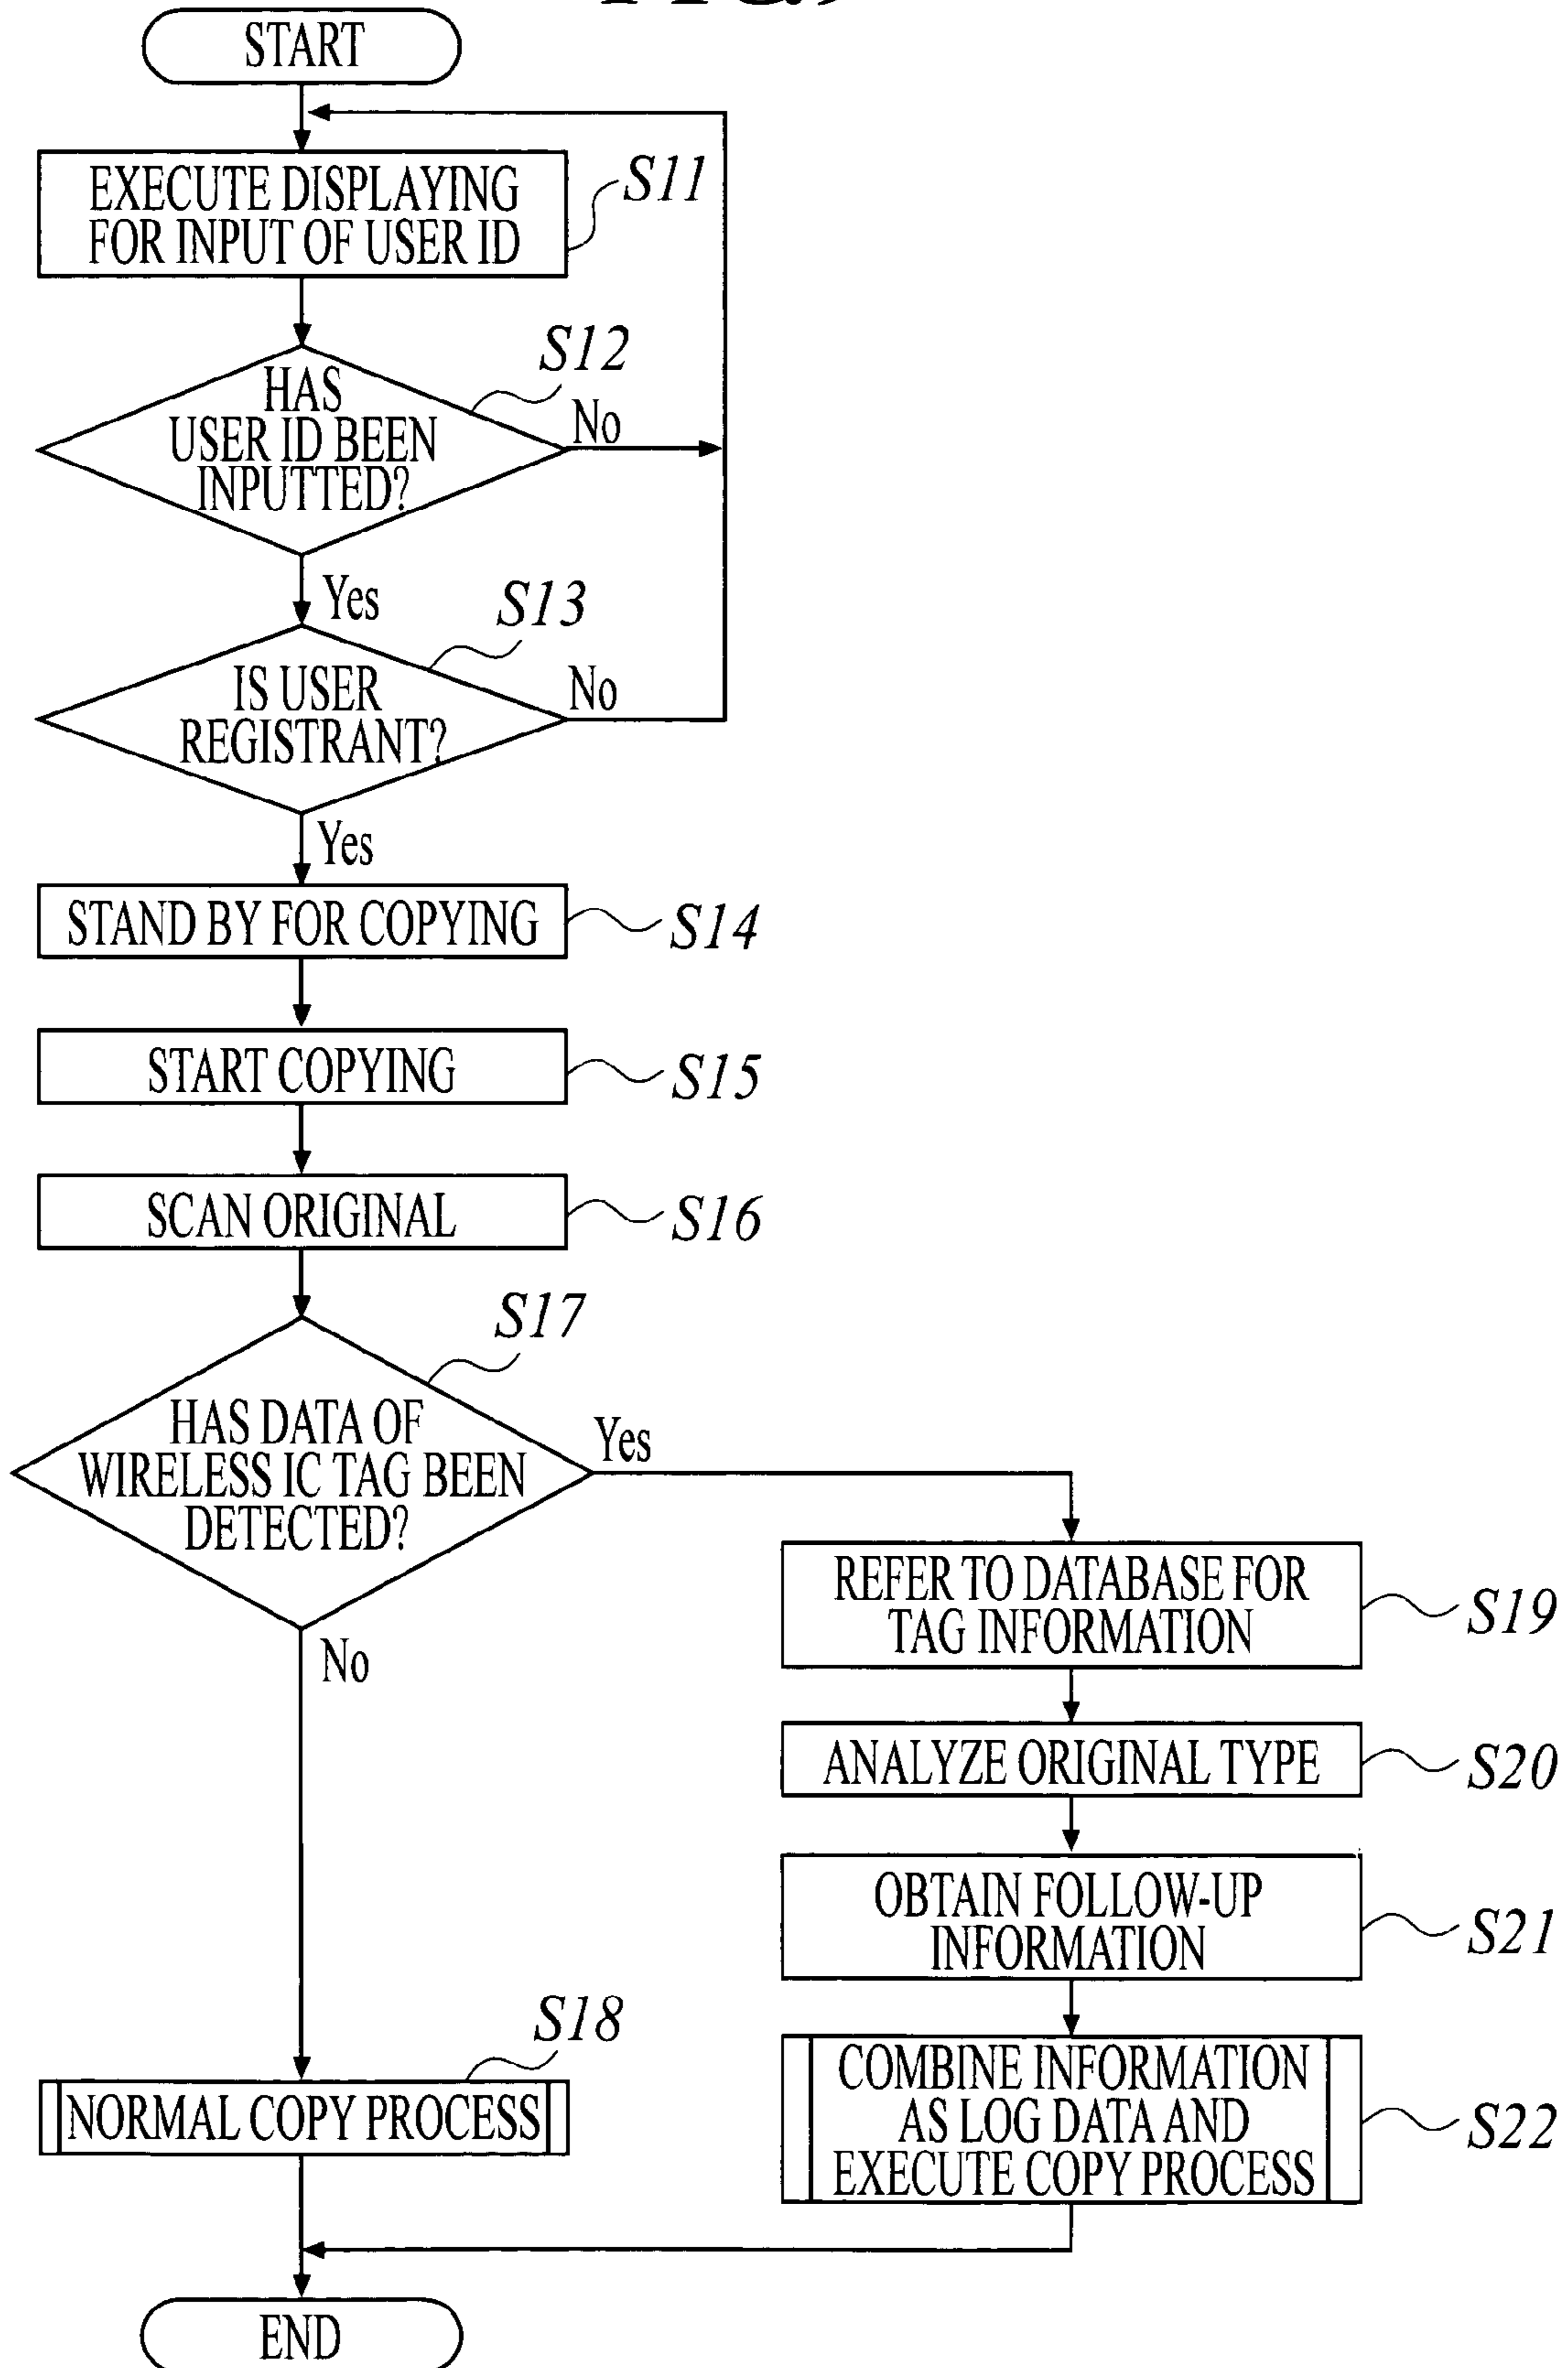 START
EXECUTE DISPLAYING
FOR INPUT OF USER ID
S11
HAS
USER ID BEEN
INPUTTED?
S12
No
Yes
IS USER
REGISTRANT?
S13
No
Yes
STAND BY FOR COPYING
S14
START COPYING
S15
SCAN ORIGINAL
S16
HAS DATA OF
WIRELESS IC TAG BEEN
DETECTED?
S17
Yes
No
REFER TO DATABASE FOR
TAG INFORMATION
S19
ANALYZE ORIGINAL TYPE
S20
OBTAIN FOLLOW-UP
INFORMATION
S21
COMBINE INFORMATION
AS LOG DATA AND
EXECUTE COPY PROCESS
S22
NORMAL COPY PROCESS
S18
END